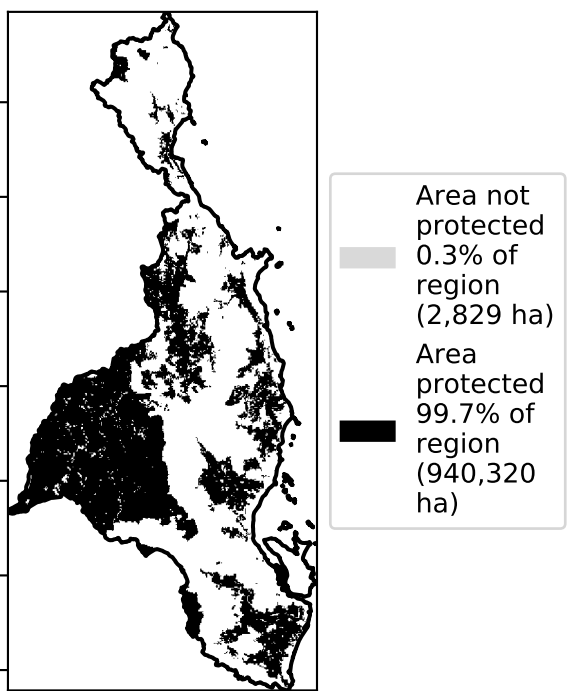 Area not
protected
0.3% of
region
(2,829 ha)
Area
protected
99.7% of
region
(940,320
ha)